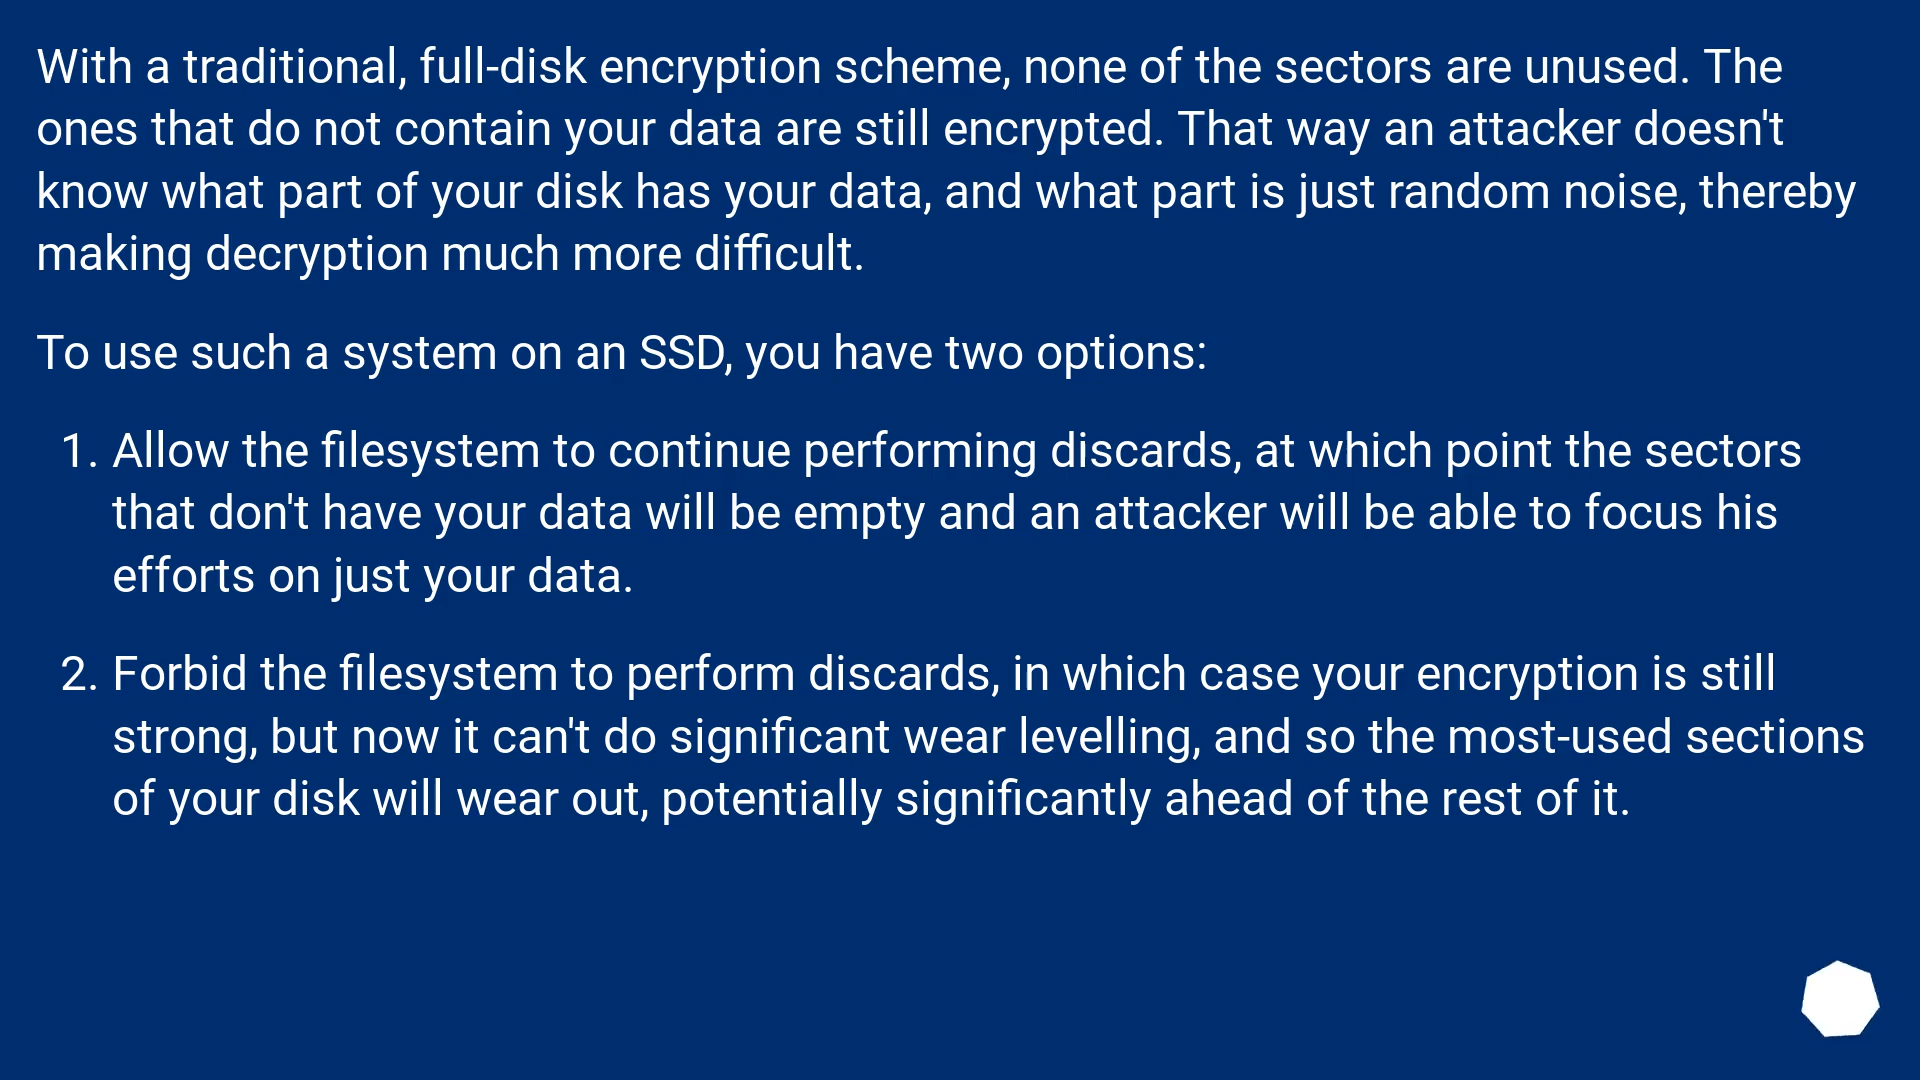 With a traditional, full-disk encryption scheme, none of the sectors are unused. The
ones that do not contain your data are still encrypted. That way an attacker doesn't
know what part of your disk has your data, and what part is just random noise, thereby
making decryption much more difficult.
To use such a system on an SSD, you have two options:
1. Allow the filesystem to continue performing discards, at which point the sectors
that don't have your data will be empty and an attacker will be able to focus his
efforts on just your data.
2. Forbid the filesystem to perform discards, in which case your encryption is still
strong, but now it can't do significant wear levelling, and so the most-used sections
of your disk will wear out, potentially significantly ahead of the rest of it.